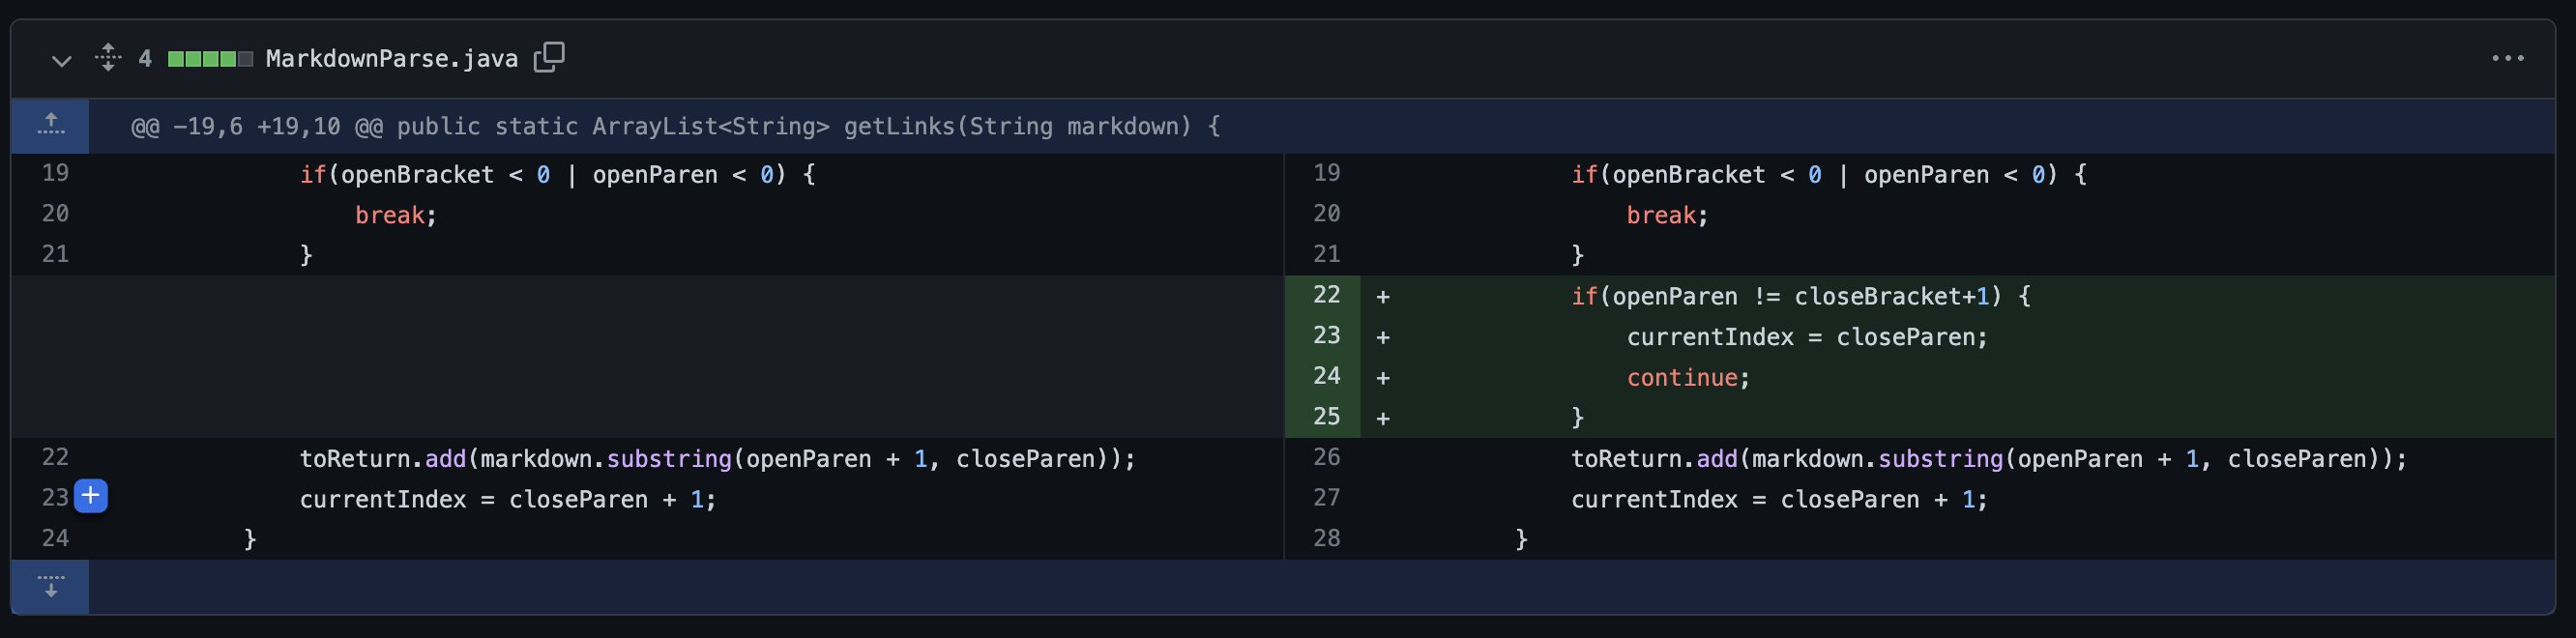 4 MarkdownParse.java
@@ -19,6 +19,10 @@ public static ArrayList<String> getLinks(String markdown) {
19 if(openBracket < 0 | openParen < 0) {
20 break;
21 }
22 toReturn.add(markdown.substring(openParen + 1, closeParen));
23 currentIndex = closeParen + 1;
24 }
19 if(openBracket < 0 | openParen < 0) {
20 break;
21 }
22 + if(openParen != closeBracket+1) {
23 + currentIndex = closeParen;
24 + continue;
25 + }
26 toReturn.add(markdown.substring(openParen + 1, closeParen));
27 currentIndex = closeParen + 1;
28 }